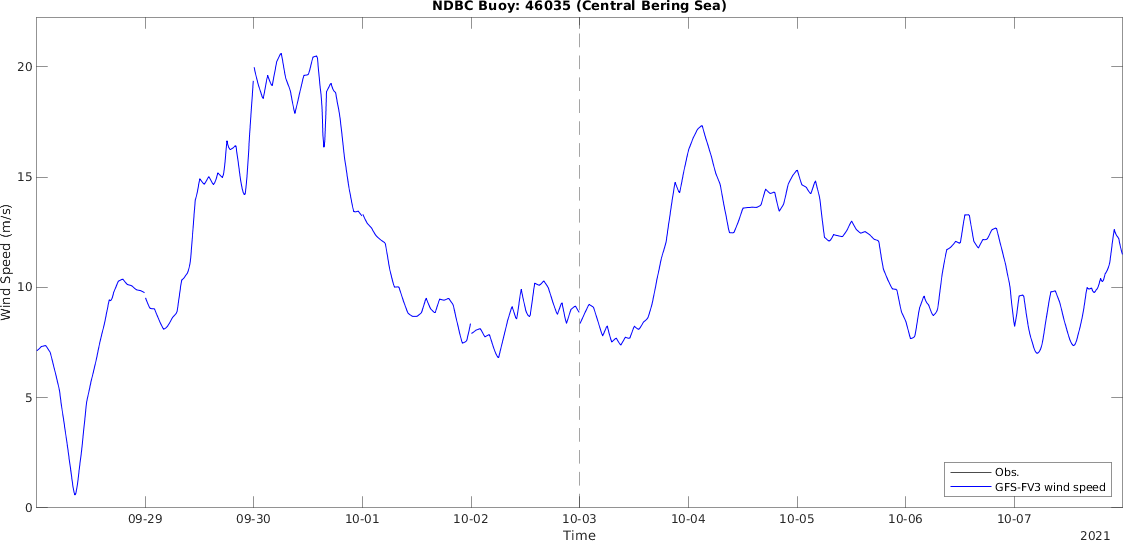 NDBC Buoy: 46035 (Central Bering Sea)
20
15
10
5
0
Wind Speed (m/s)
09-29 09-30 10-01 10-02 10-03 10-04 10-05 10-06 10-07
Time
2021
Obs.
GFS-FV3 wind speed